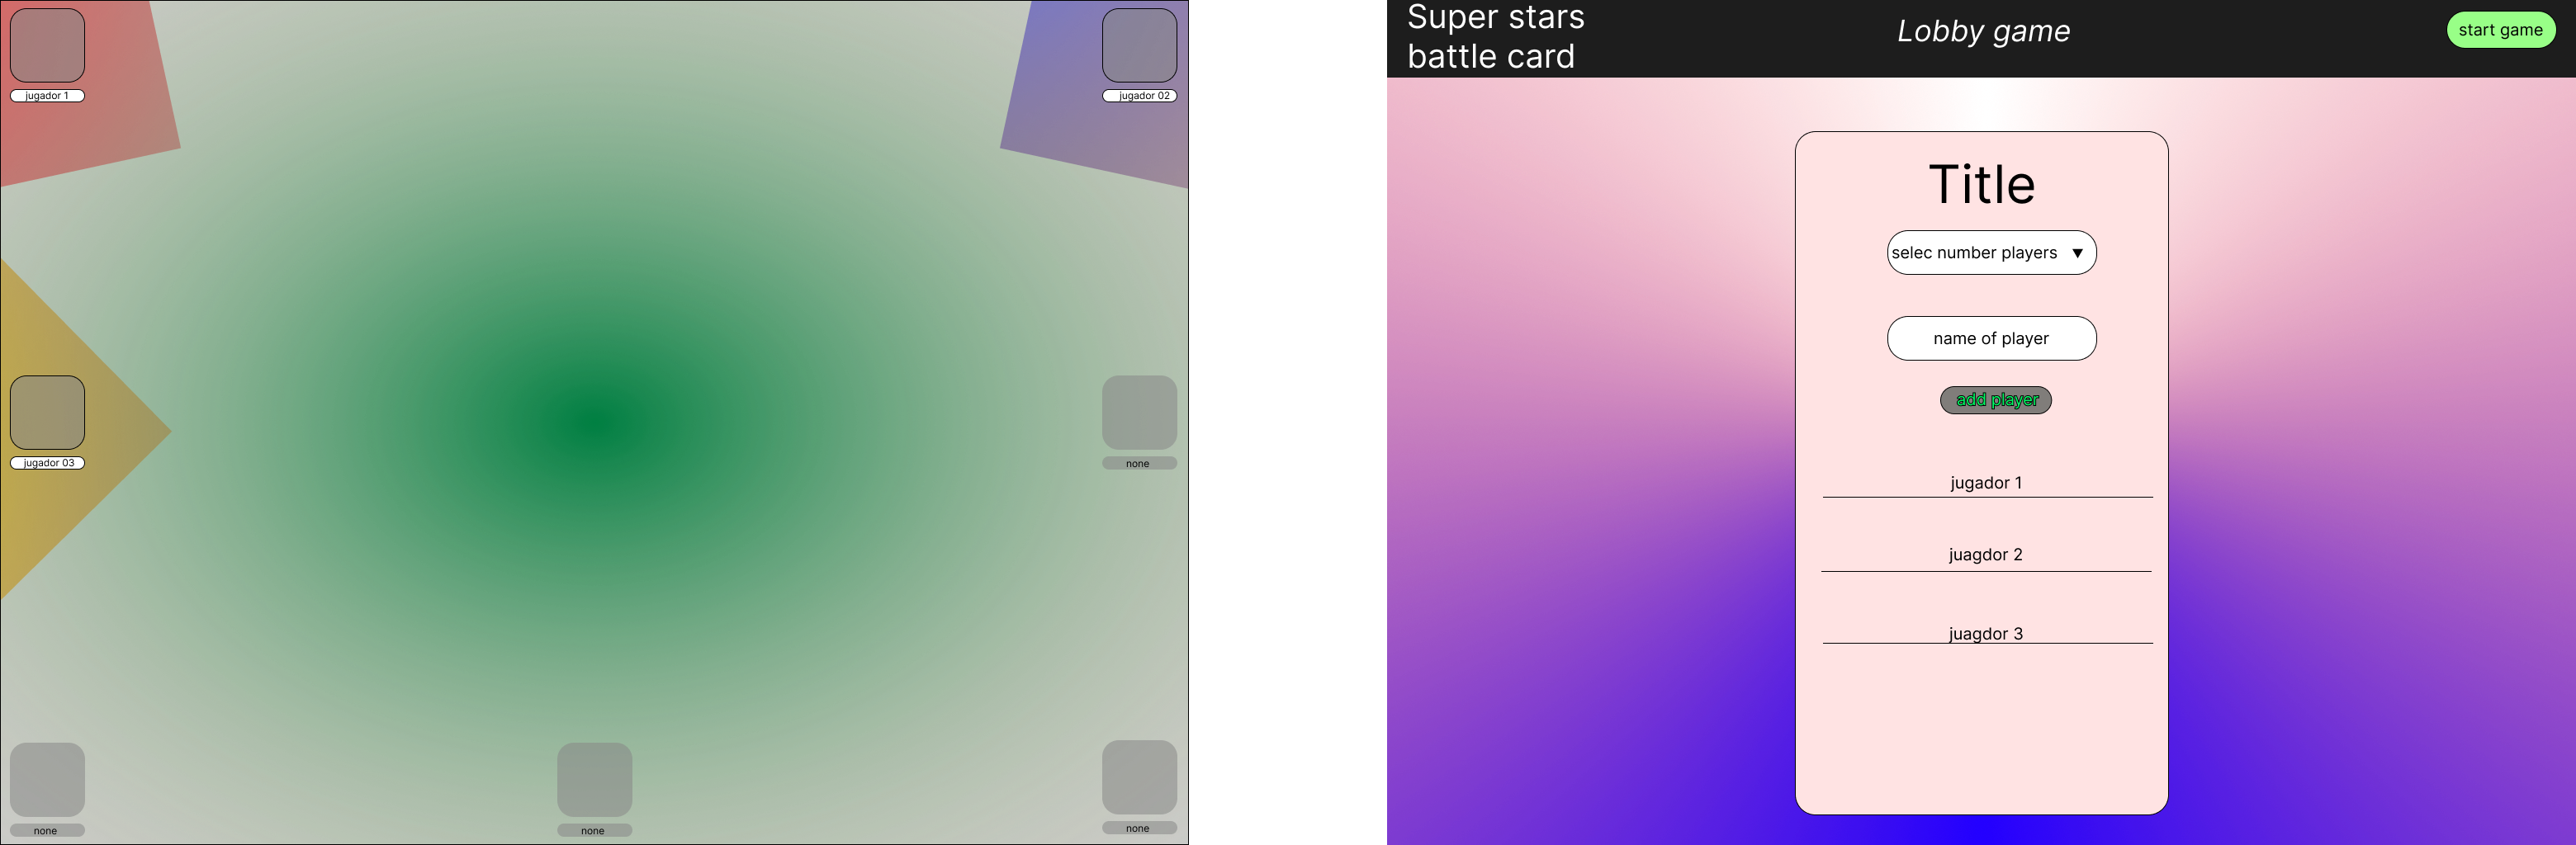 jugador 1
jugador 02
jugador 03
none
none
none
none
Super stars
battle card
Lobby game
start game
Title
selec number players ▼
name of player
add player
jugador 1
juagdor 2
juagdor 3